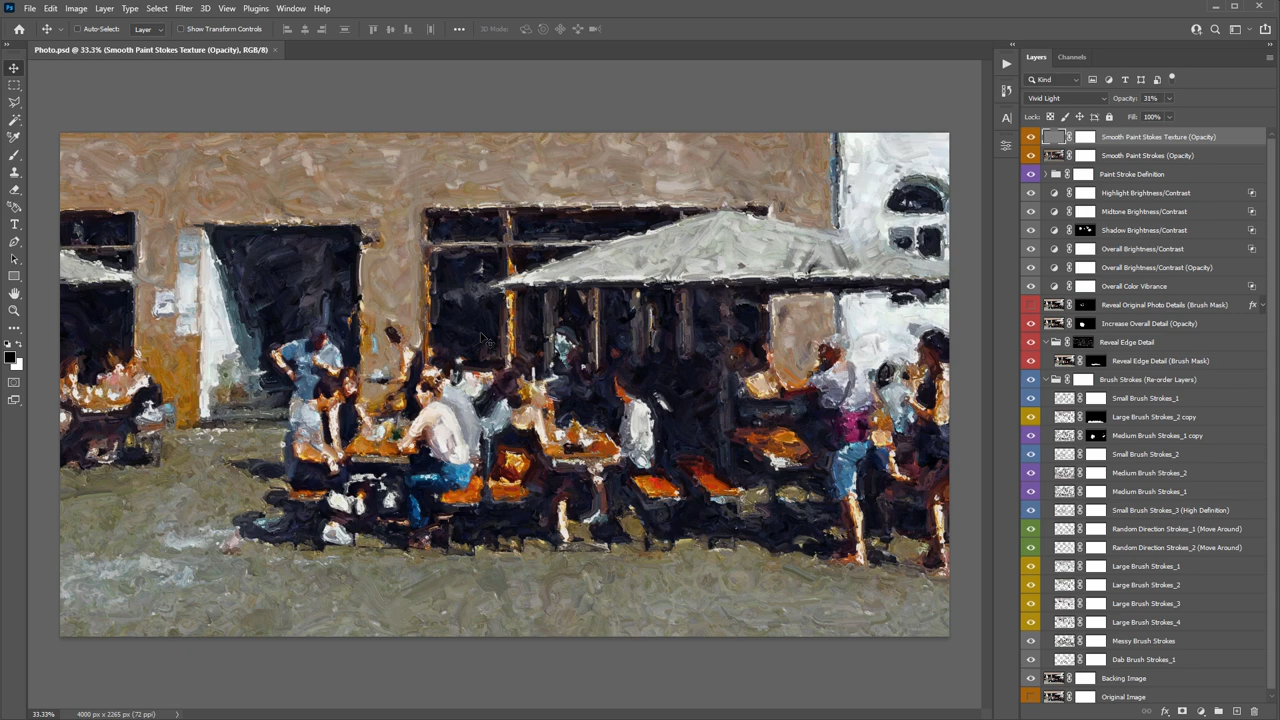 Ps File Edit Image Layer Type Select Filter 3D View Plugins Window Help
Auto-Select: Layer Show Transform Controls 3D Mode:
Photo.psd @ 33.3% (Smooth Paint Stokes Texture (Opacity), RGB/8)
Layers Channels
Kind
Vivid Light Opacity: 31%
Lock: Fill: 100%
Smooth Paint Stokes Texture (Opacity)
Smooth Paint Strokes (Opacity)
Paint Stroke Definition
Highlight Brightness/Contrast
Midtone Brightness/Contrast
Shadow Brightness/Contrast
Overall Brightness/Contrast
Overall Brightness/Contrast (Opacity)
Overall Color Vibrance
Reveal Original Photo Details (Brush Mask) fx
Increase Overall Detail (Opacity)
Reveal Edge Detail
Reveal Edge Detail (Brush Mask)
Brush Strokes (Re-order Layers)
Small Brush Strokes_1
Large Brush Strokes_2 copy
Medium Brush Strokes_1 copy
Small Brush Strokes_2
Medium Brush Strokes_2
Medium Brush Strokes_1
Small Brush Strokes_3 (High Definition)
Random Direction Strokes_1 (Move Around)
Random Direction Strokes_2 (Move Around)
Large Brush Strokes_1
Large Brush Strokes_2
Large Brush Strokes_3
Large Brush Strokes_4
Messy Brush Strokes
Dab Brush Strokes_1
Backing Image
Original Image
33.33% 4000 px x 2265 px (72 ppi)
fx